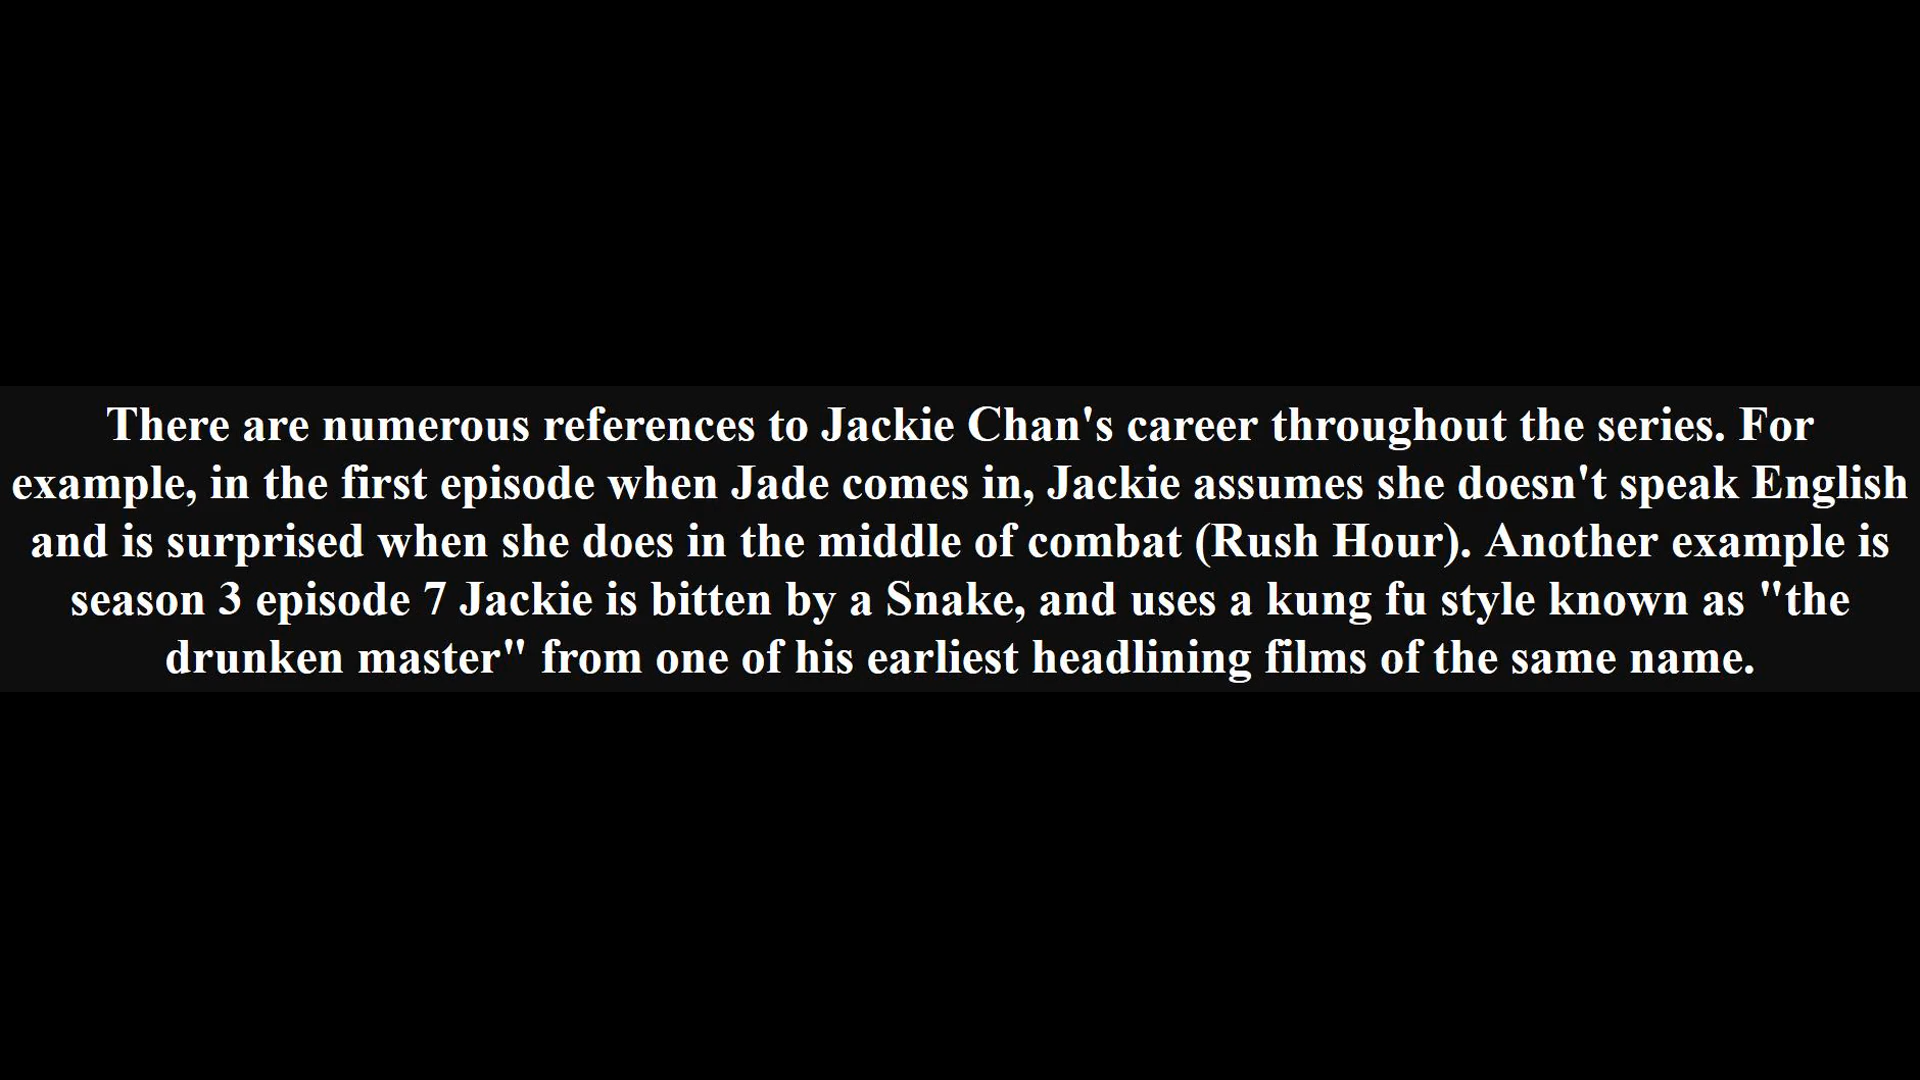 There are numerous references to Jackie Chan's career throughout the series. For
example, in the first episode when Jade comes in, Jackie assumes she doesn't speak English
and is surprised when she does in the middle of combat (Rush Hour). Another example is
season 3 episode 7 Jackie is bitten by a Snake, and uses a kung fu style known as "the
drunken master" from one of his earliest headlining films of the same name.